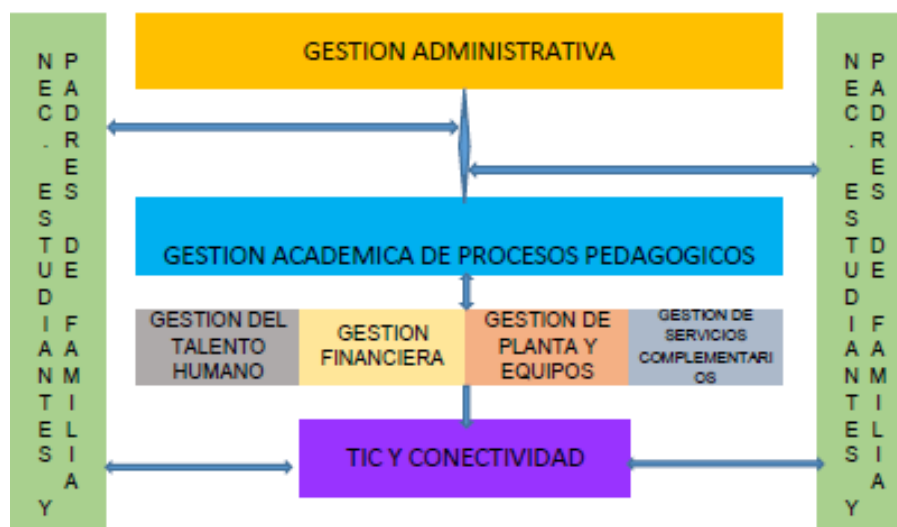 NEC. ESTUDIANTES Y
PADRES DE FAMILIA
GESTION ADMINISTRATIVA
GESTION ACADEMICA DE PROCESOS PEDAGOGICOS
GESTION DEL
TALENTO
HUMANO
GESTION
FINANCIERA
GESTION DE
PLANTA Y
EQUIPOS
GESTION DE
SERVICIOS
COMPLEMENTARI
OS
TIC Y CONECTIVIDAD
NEC. ESTUDIANTES Y
PADRES DE FAMILIA